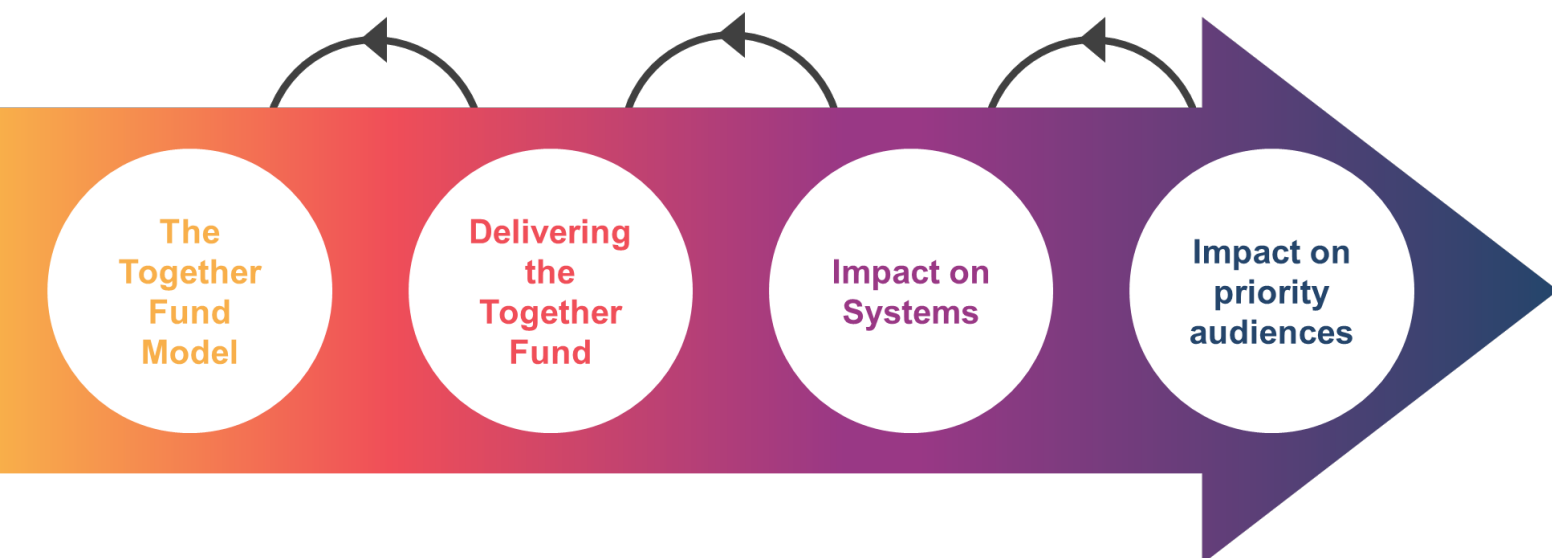 The
Together
Fund
Model
Delivering
the
Together
Fund
Impact on
Systems
Impact on
priority
audiences